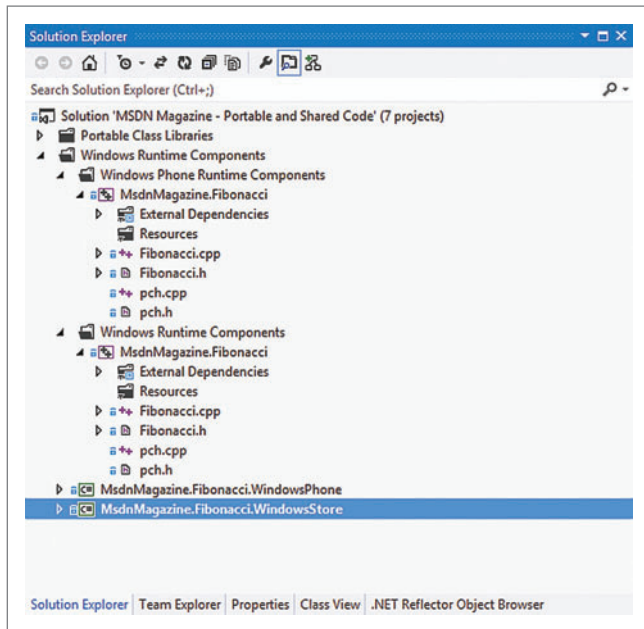 Solution Explorer
Search Solution Explorer (Ctrl+;)
Solution 'MSDN Magazine - Portable and Shared Code' (7 projects)
Portable Class Libraries
Windows Runtime Components
Windows Phone Runtime Components
MsdnMagazine.Fibonacci
External Dependencies
Resources
Fibonacci.cpp
Fibonacci.h
pch.cpp
pch.h
Windows Runtime Components
MsdnMagazine.Fibonacci
External Dependencies
Resources
Fibonacci.cpp
Fibonacci.h
pch.cpp
pch.h
MsdnMagazine.Fibonacci.WindowsPhone
MsdnMagazine.Fibonacci.WindowsStore
Solution Explorer Team Explorer Properties Class View .NET Reflector Object Browser